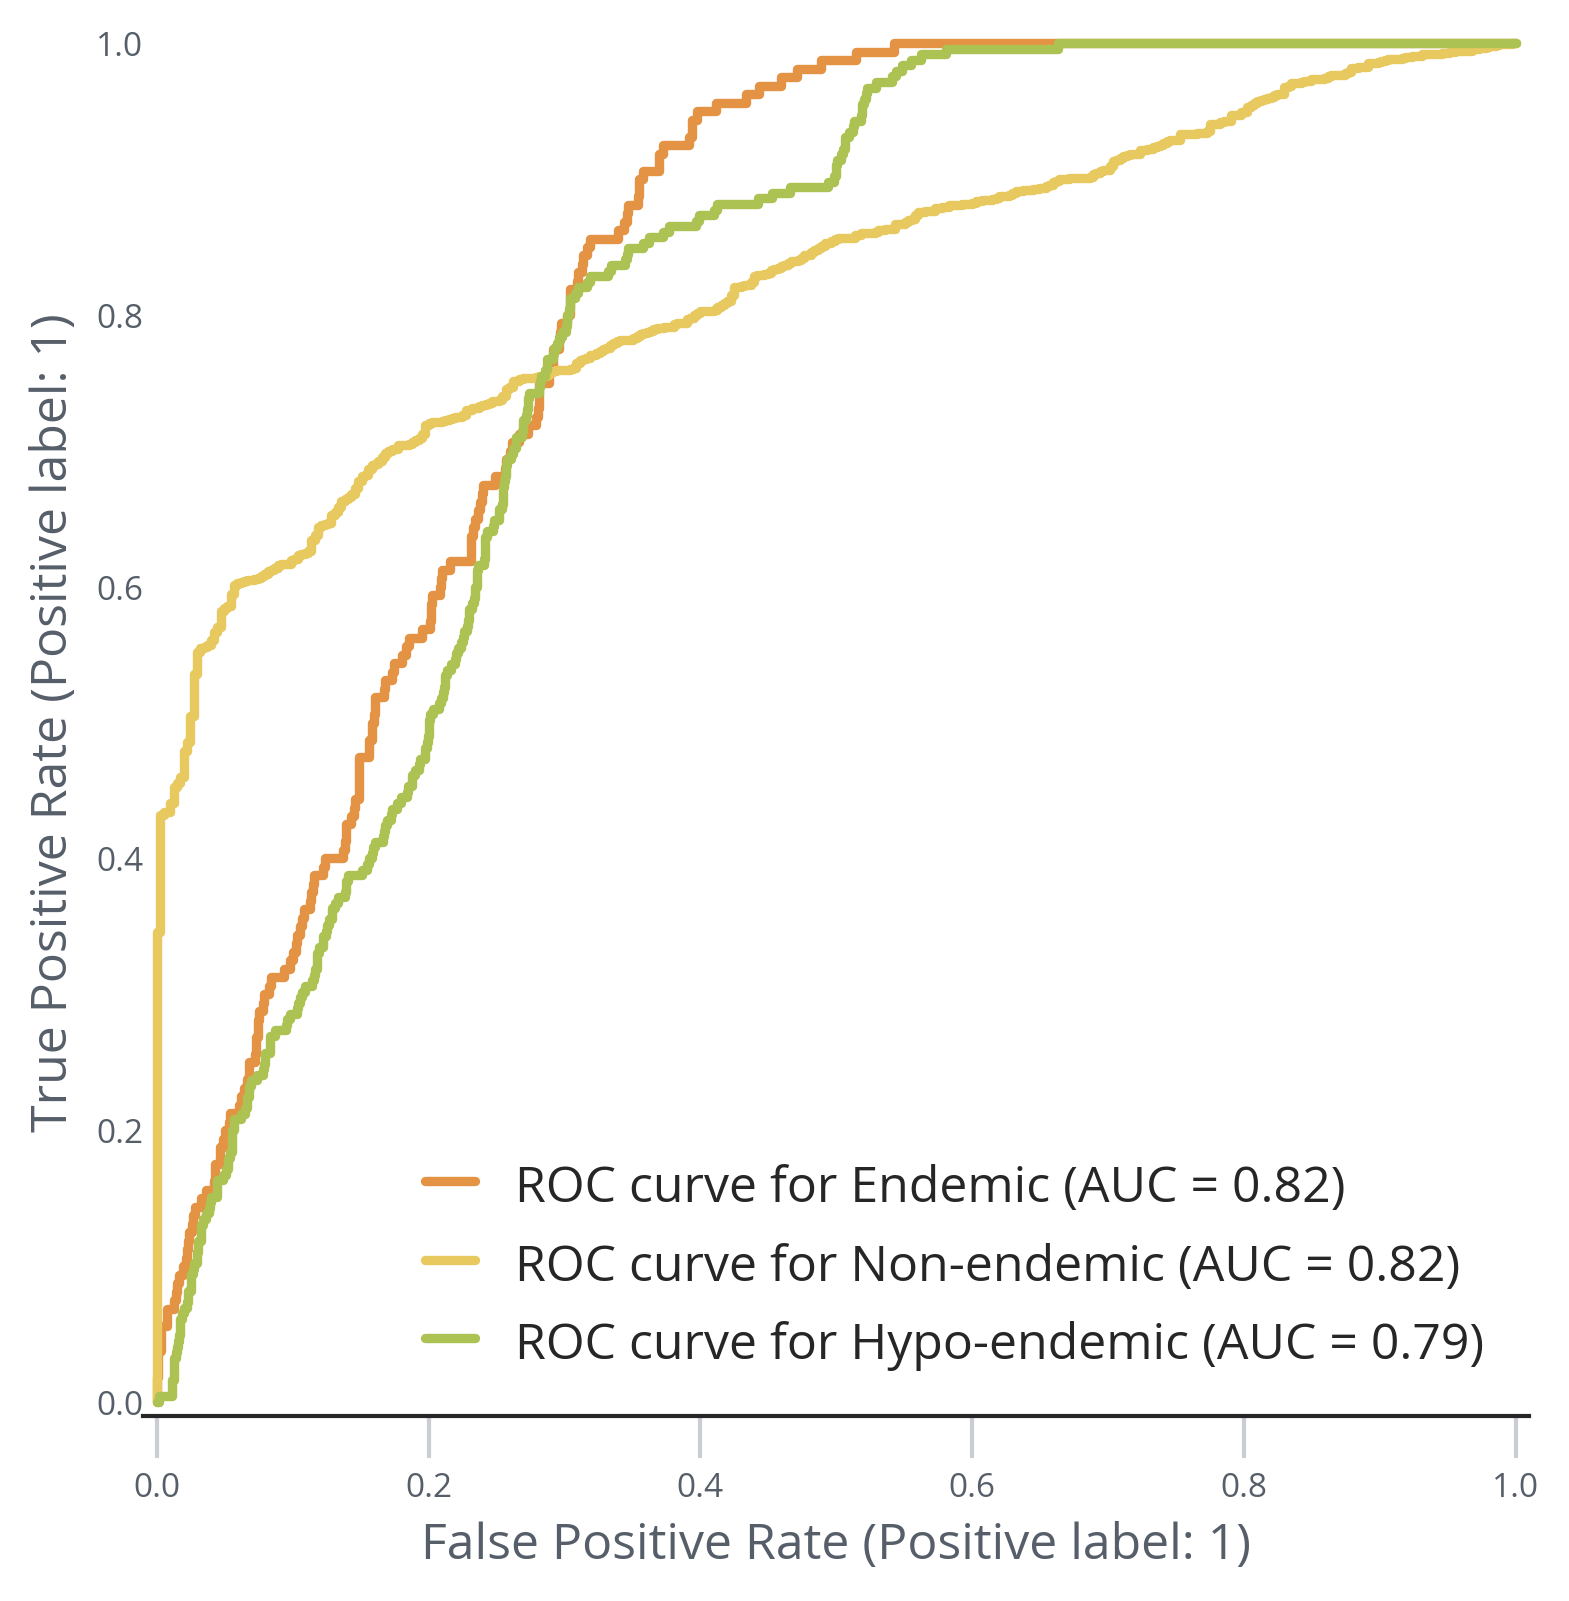 1.0
0.8
0.6
0.4
0.2
0.0
True Positive Rate (Positive label: 1)
ROC curve for Endemic (AUC = 0.82)
ROC curve for Non-endemic (AUC = 0.82)
ROC curve for Hypo-endemic (AUC = 0.79)
0.0 0.2 0.4 0.6 0.8 1.0
False Positive Rate (Positive label: 1)